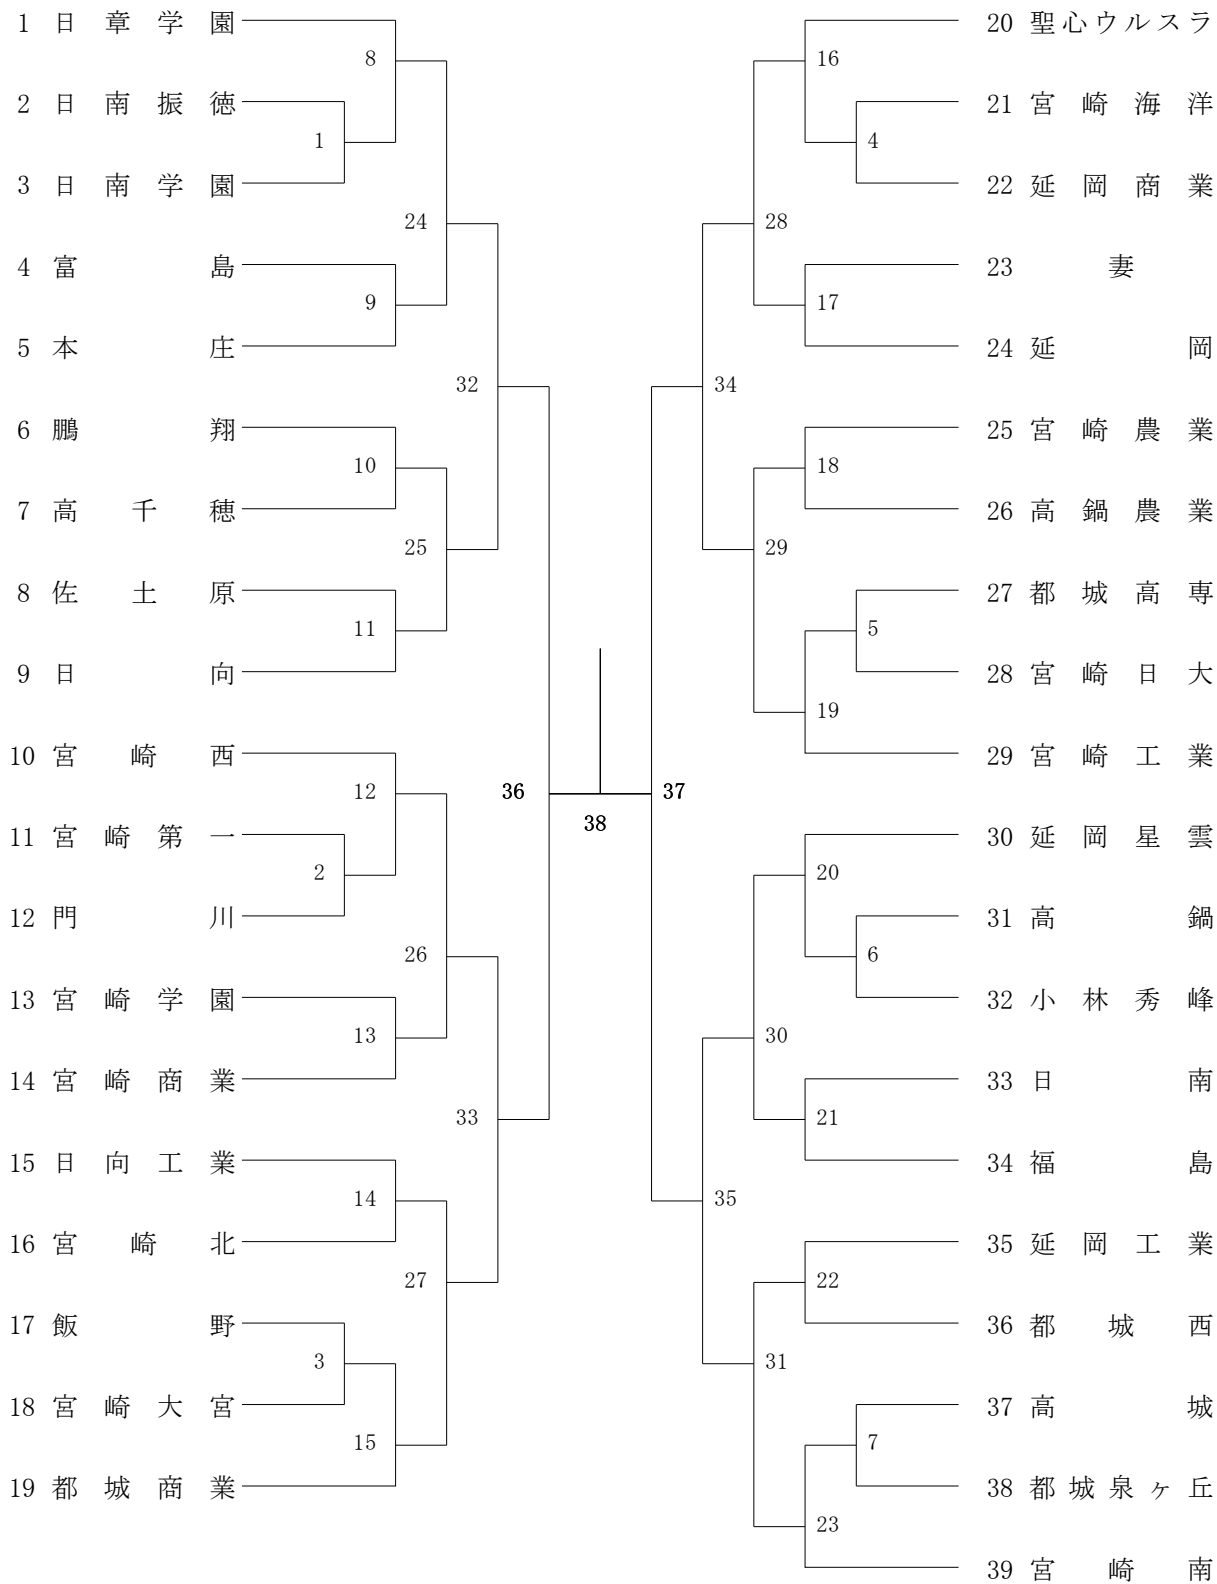 1 日章学園
8
2 日南振徳
1
3 日南学園
24
4 富島
9
5 本庄
32
6 鵬翔
10
7 高千穂
25
8 佐土原
11
9 日向
10 宮崎西
12
36
11 宮崎第一
2
12 門川
26
13 宮崎学園
13
14 宮崎商業
33
15 日向工業
14
16 宮崎北
27
17 飯野
3
18 宮崎大宮
15
19 都城商業
38
20 聖心ウルスラ
16
21 宮崎海洋
4
22 延岡商業
28
23 妻
17
24 延岡
34
25 宮崎農業
18
26 高鍋農業
29
27 都城高専
5
28 宮崎日大
19
29 宮崎工業
37
30 延岡星雲
20
31 高鍋
6
32 小林秀峰
30
33 日南
21
34 福島
35
35 延岡工業
22
36 都城西
31
37 高城
7
38 都城泉ヶ丘
23
39 宮崎南